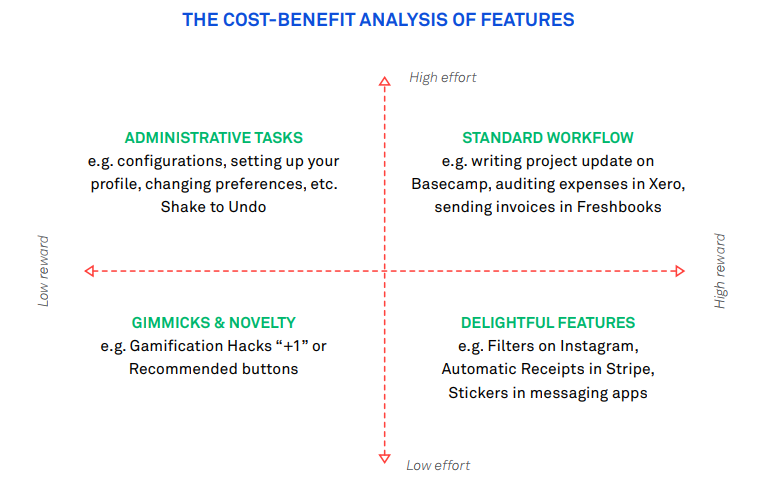 THE COST-BENEFIT ANALYSIS OF FEATURES
High effort
ADMINISTRATIVE TASKS
e.g. configurations, setting up your
profile, changing preferences, etc.
Shake to Undo
STANDARD WORKFLOW
e.g. writing project update on
Basecamp, auditing expenses in Xero,
sending invoices in Freshbooks
Low reward
High reward
GIMMICKS & NOVELTY
e.g. Gamification Hacks “+1” or
Recommended buttons
DELIGHTFUL FEATURES
e.g. Filters on Instagram,
Automatic Receipts in Stripe,
Stickers in messaging apps
Low effort